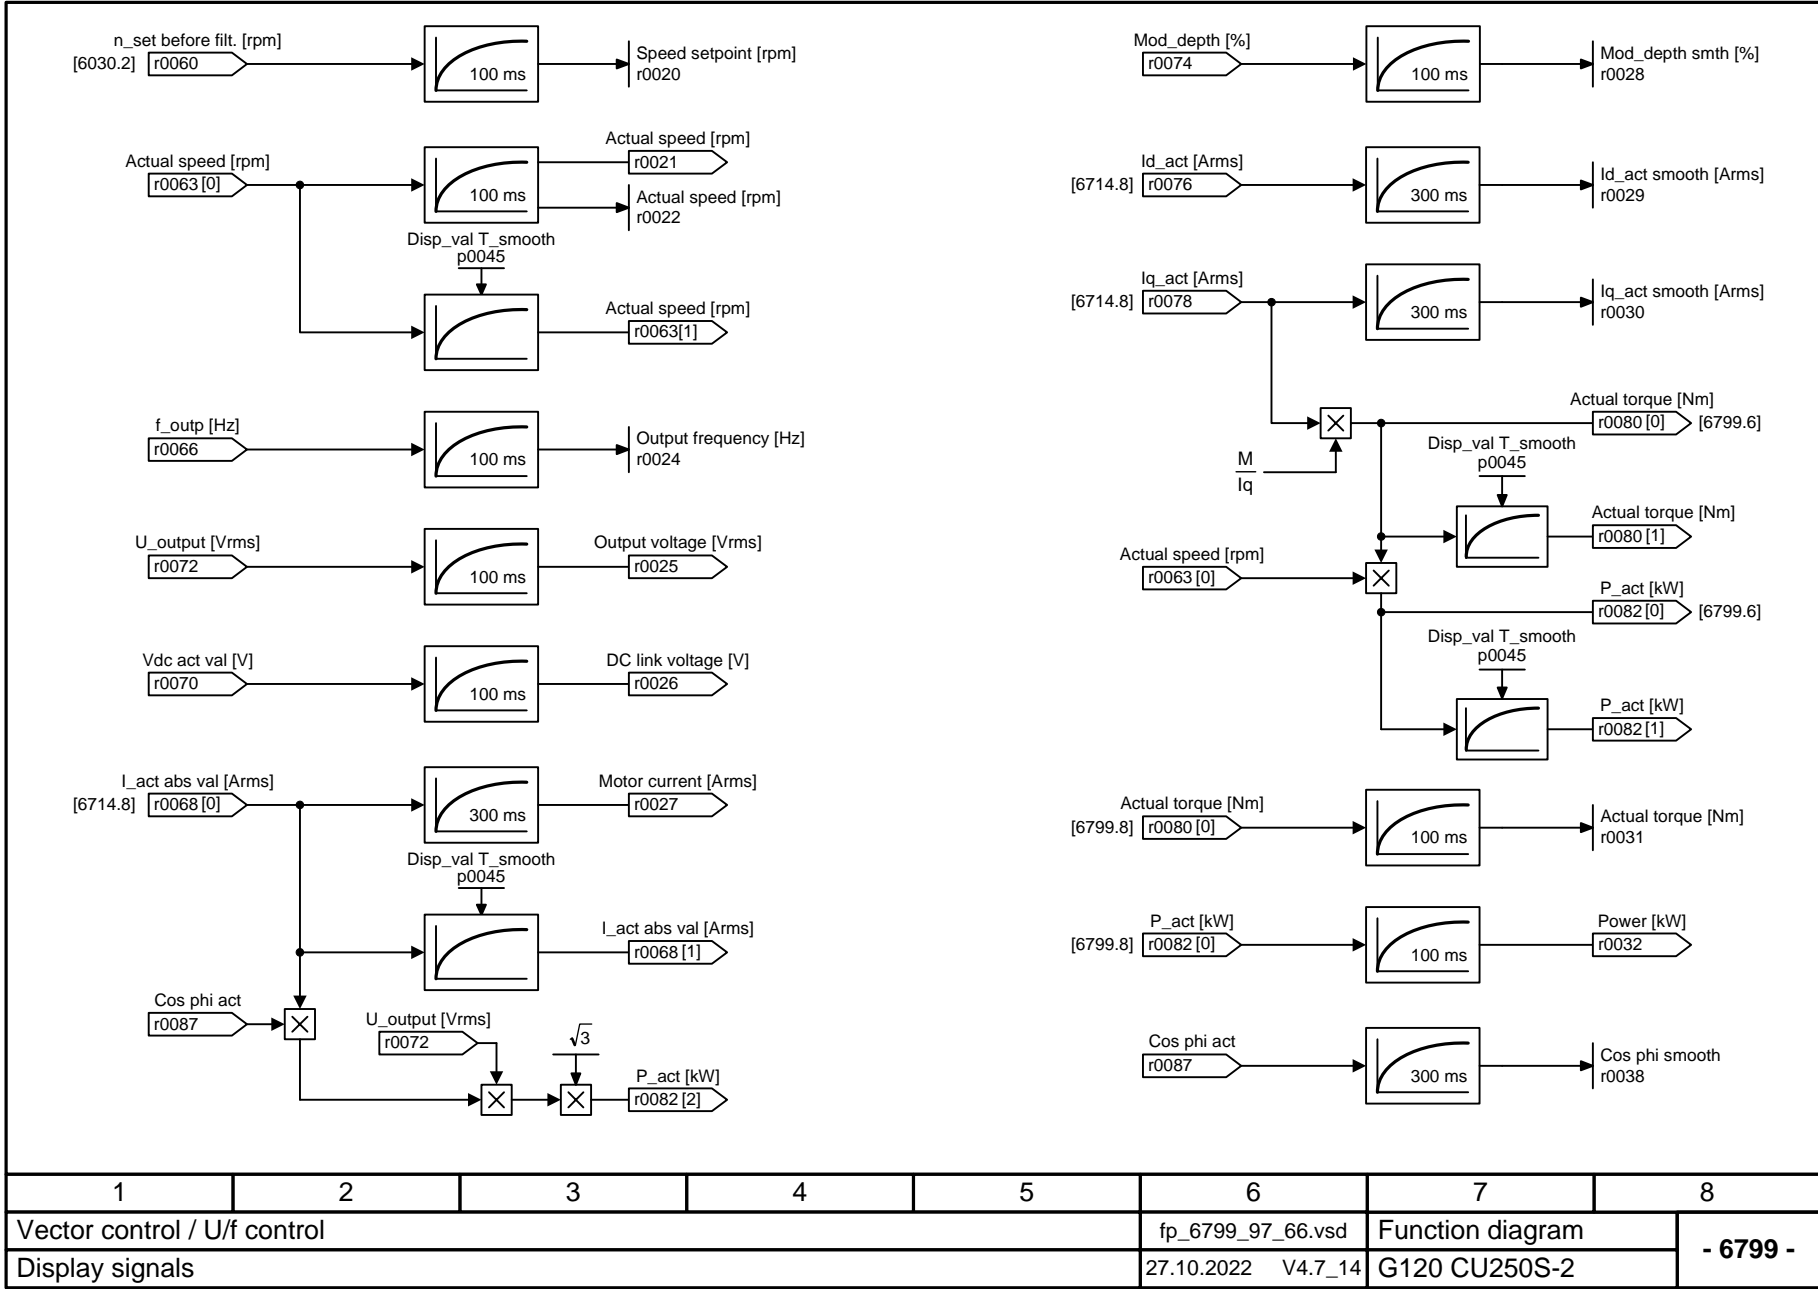 n_set before filt. [rpm]
[6030.2] r0060
100 ms
Speed setpoint [rpm]
r0020
Actual speed [rpm]
r0063 [0]
100 ms
Actual speed [rpm]
r0021
Actual speed [rpm]
r0022
Disp_val T_smooth
p0045
Actual speed [rpm]
r0063[1]
f_outp [Hz]
r0066
100 ms
Output frequency [Hz]
r0024
U_output [Vrms]
r0072
100 ms
Output voltage [Vrms]
r0025
Vdc act val [V]
r0070
100 ms
DC link voltage [V]
r0026
I_act abs val [Arms]
[6714.8] r0068 [0]
300 ms
Motor current [Arms]
r0027
Disp_val T_smooth
p0045
I_act abs val [Arms]
r0068 [1]
Cos phi act
r0087
U_output [Vrms]
r0072
√3
P_act [kW]
r0082 [2]
Mod_depth [%]
r0074
100 ms
Mod_depth smth [%]
r0028
Id_act [Arms]
[6714.8] r0076
300 ms
Id_act smooth [Arms]
r0029
Iq_act [Arms]
[6714.8] r0078
300 ms
Iq_act smooth [Arms]
r0030
M
Iq
Actual torque [Nm]
r0080 [0] [6799.6]
Disp_val T_smooth
p0045
Actual torque [Nm]
r0080 [1]
Actual speed [rpm]
r0063 [0]
P_act [kW]
r0082 [0] [6799.6]
Disp_val T_smooth
p0045
P_act [kW]
r0082 [1]
Actual torque [Nm]
[6799.8] r0080 [0]
100 ms
Actual torque [Nm]
r0031
P_act [kW]
[6799.8] r0082 [0]
100 ms
Power [kW]
r0032
Cos phi act
r0087
300 ms
Cos phi smooth
r0038
1 2 3 4 5 6 7 8
Vector control / U/f control
fp_6799_97_66.vsd
Function diagram
- 6799 -
Display signals
27.10.2022 V4.7_14
G120 CU250S-2